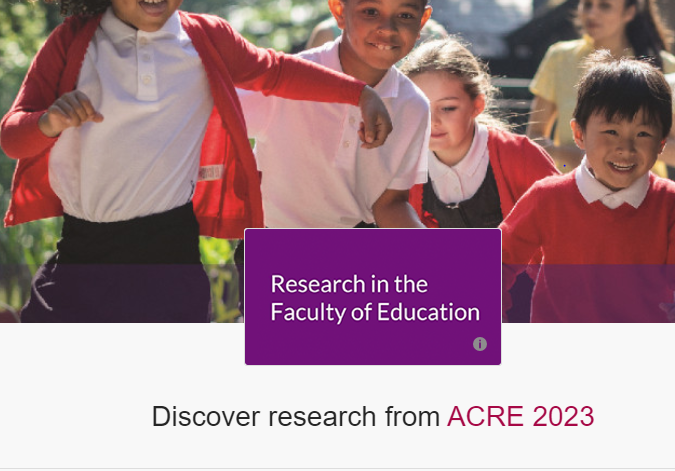 Research in the
Faculty of Education
Discover research from ACRE 2023